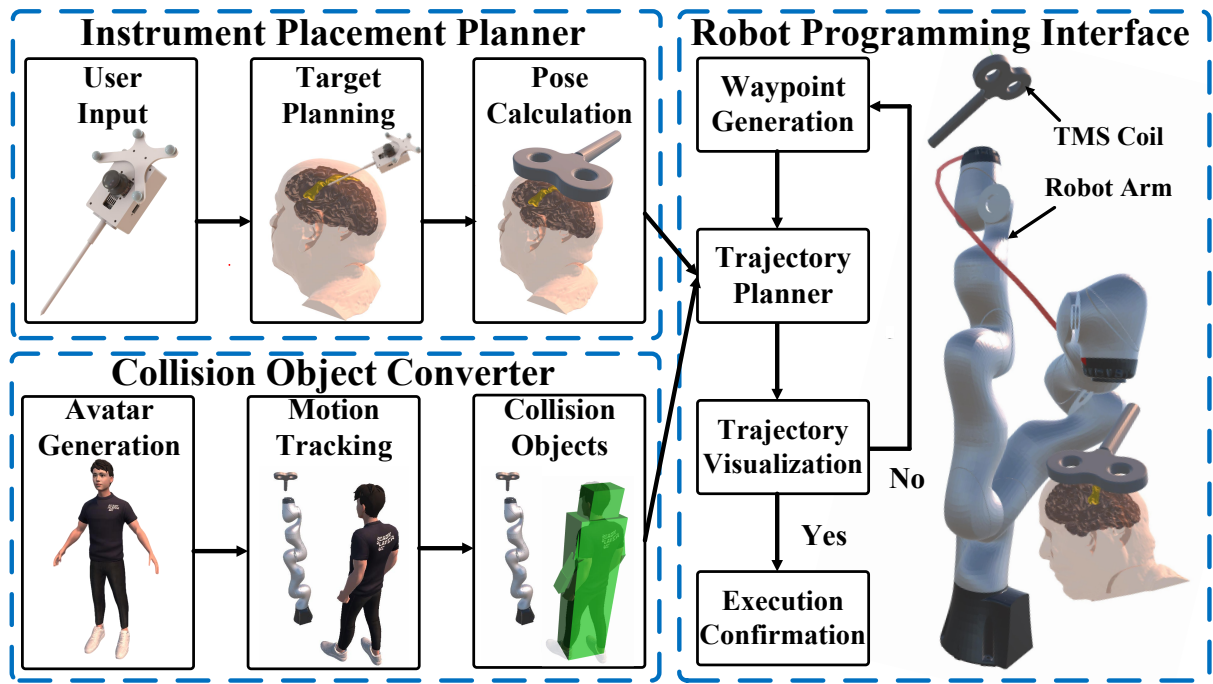 Instrument Placement Planner
User
Input
Target
Planning
Pose
Calculation
Collision Object Converter
Avatar
Generation
Motion
Tracking
Collision
Objects
Robot Programming Interface
Waypoint
Generation
Trajectory
Planner
Trajectory
Visualization
No
Yes
Execution
Confirmation
TMS Coil
Robot Arm